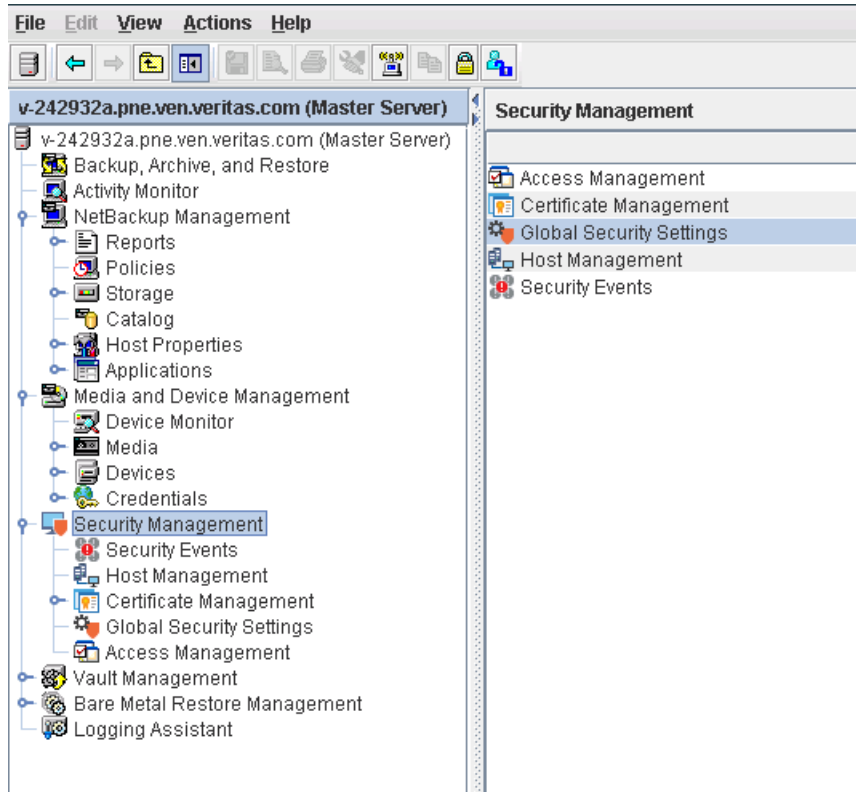 File Edit View Actions Help
v-242932a.pne.ven.veritas.com (Master Server)
v-242932a.pne.ven.veritas.com (Master Server)
Backup, Archive, and Restore
Activity Monitor
NetBackup Management
Reports
Policies
Storage
Catalog
Host Properties
Applications
Media and Device Management
Device Monitor
Media
Devices
Credentials
Security Management
Security Events
Host Management
Certificate Management
Global Security Settings
Access Management
Vault Management
Bare Metal Restore Management
Logging Assistant
Security Management
Access Management
Certificate Management
Global Security Settings
Host Management
Security Events